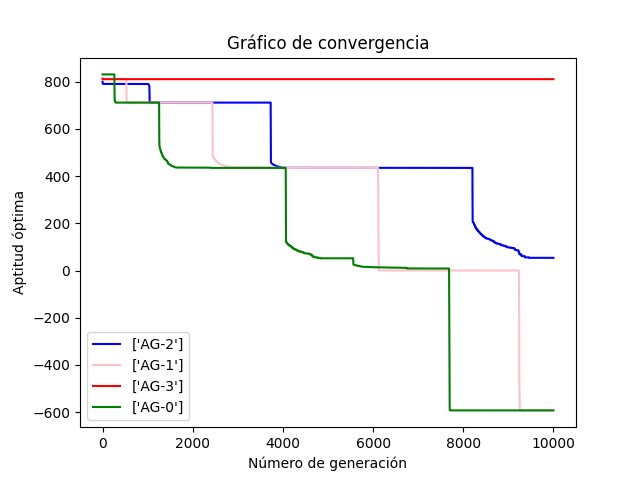 Gráfico de convergencia
Aptitud óptima
800
600
400
200
0
−200
−400
−600
['AG-2']
['AG-1']
['AG-3']
['AG-0']
0 2000 4000 6000 8000 10000
Número de generación